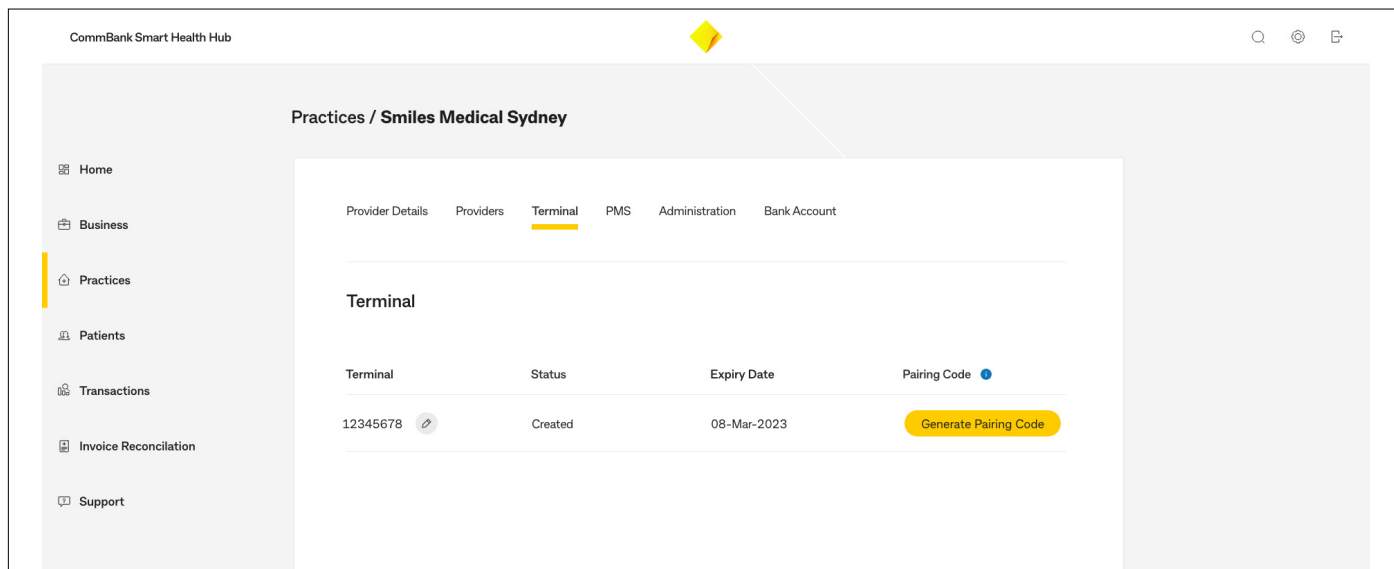 CommBank Smart Health Hub
Practices / Smiles Medical Sydney
Home
Business
Practices
Patients
Transactions
Invoice Reconcilation
Support
Provider Details Providers Terminal PMS Administration Bank Account
Terminal
Terminal Status Expiry Date Pairing Code
12345678 Created 08-Mar-2023 Generate Pairing Code